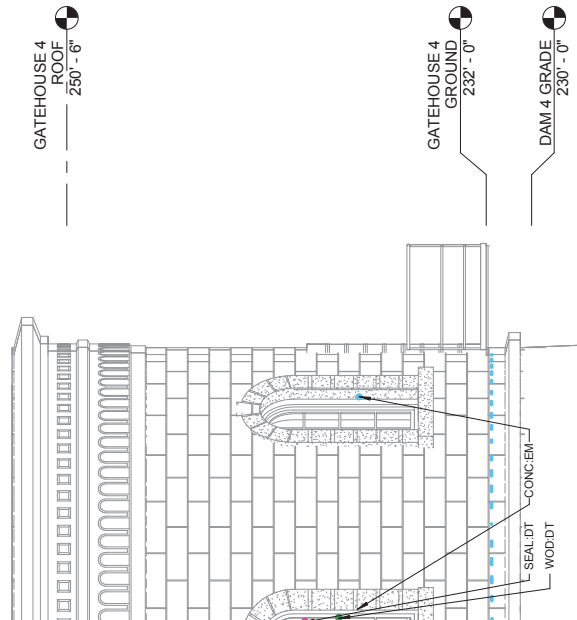 GATEHOUSE 4
ROOF
250' - 6"
GATEHOUSE 4
GROUND
232' - 0"
DAM 4 GRADE
230' - 0"
CONC:EM
SEAL:DT
WOD:DT